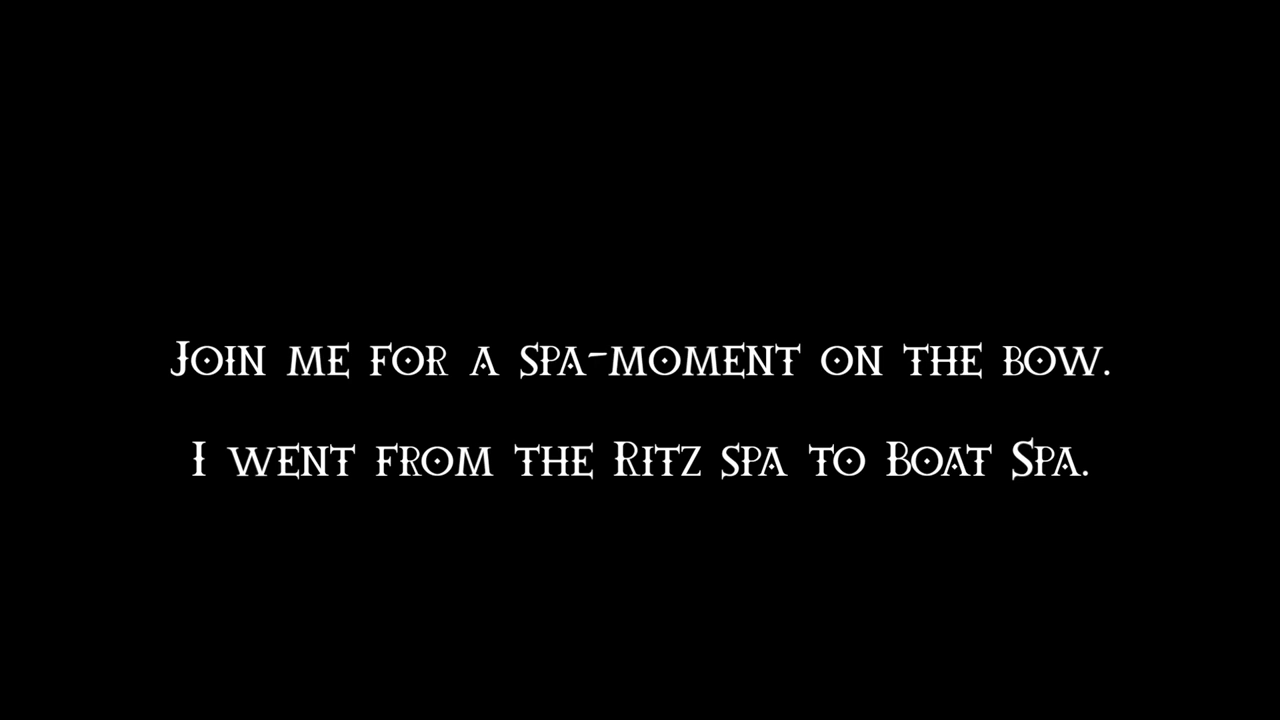 Join me for a spa-moment on the bow.
I went from the Ritz spa to Boat Spa.